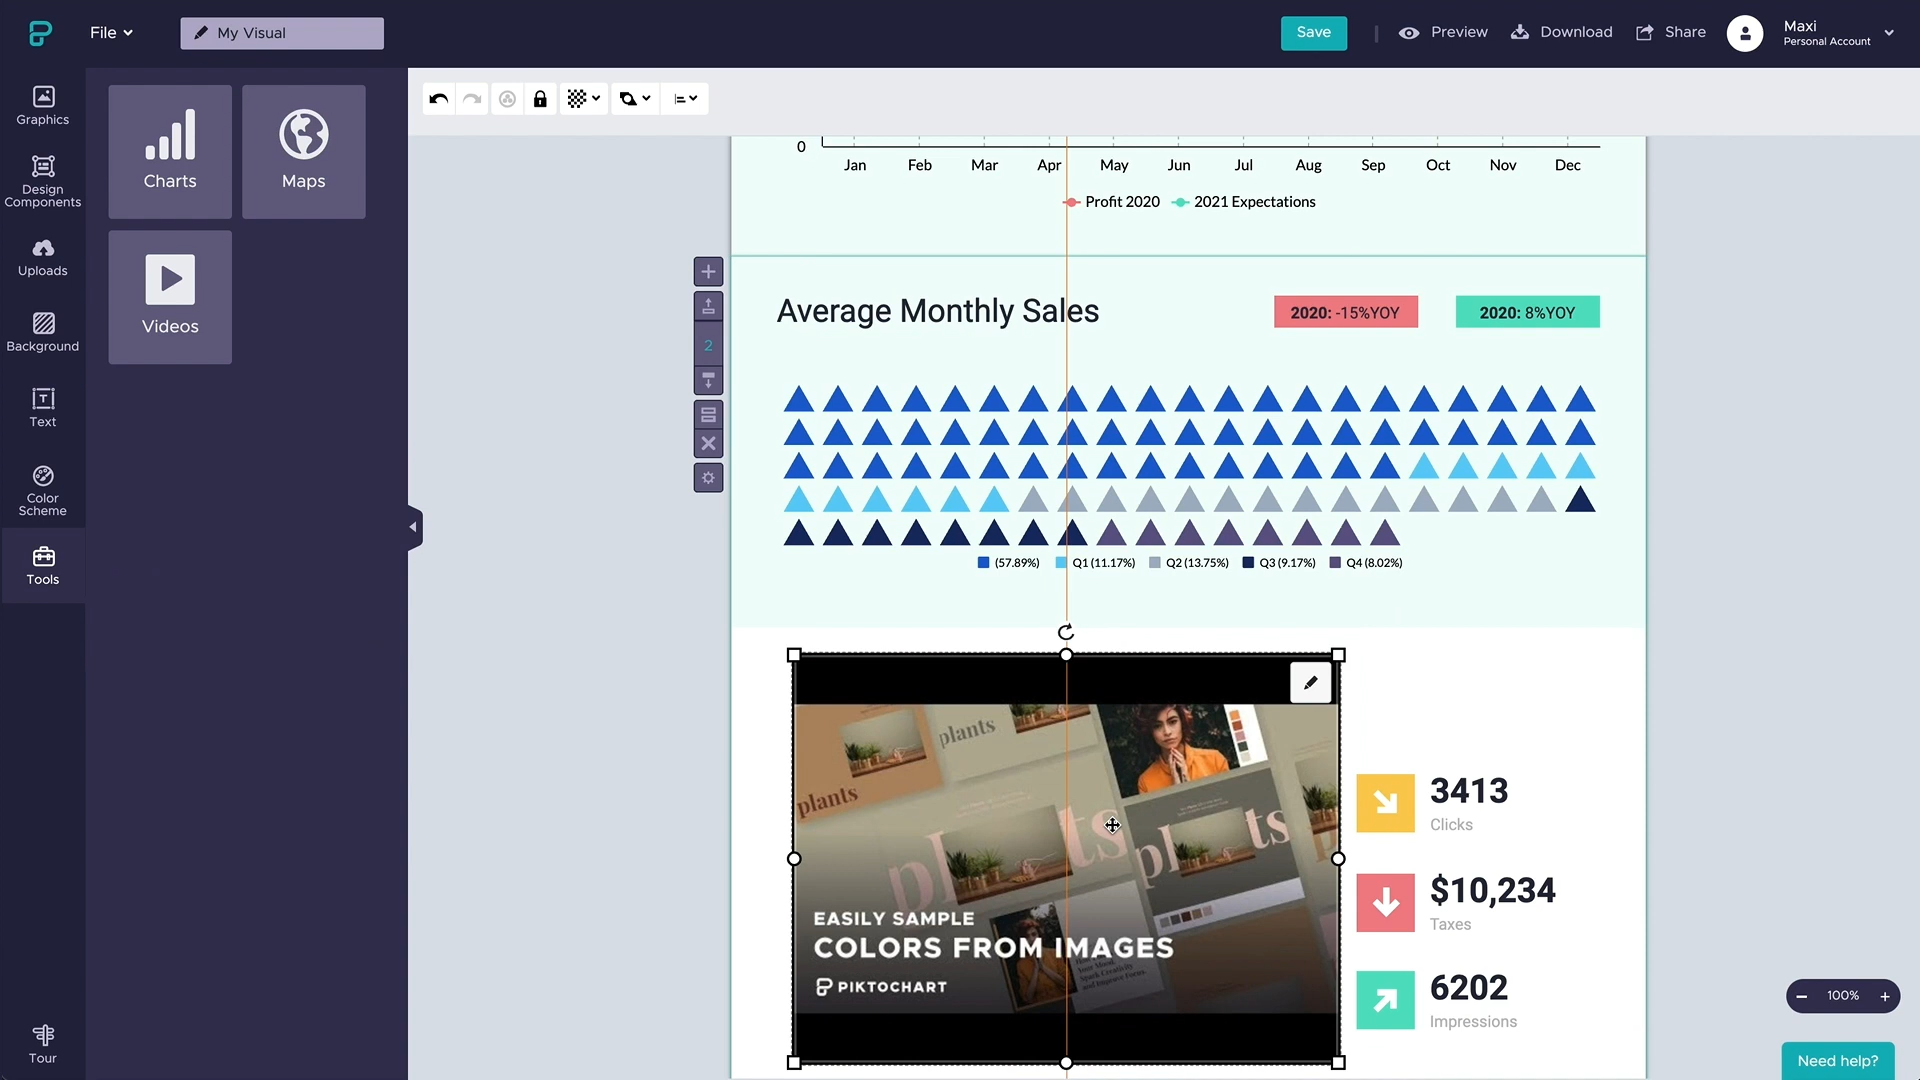 File
My Visual
Save
Preview
Download
Share
Maxi
Personal Account
Graphics
Design
Components
Uploads
Background
Text
Color
Scheme
Tools
Tour
Charts
Maps
Videos
0
Jan Feb Mar Apr May Jun Jul Aug Sep Oct Nov Dec
Profit 2020 2021 Expectations
2
Average Monthly Sales
2020: -15%YOY
2020: 8%YOY
(57.89%) Q1 (11.17%) Q2 (13.75%) Q3 (9.17%) Q4 (8.02%)
plants
plants
plants
plants
EASILY SAMPLE
COLORS FROM IMAGES
PIKTOCHART
3413
Clicks
$10,234
Taxes
6202
Impressions
100%
Need help?